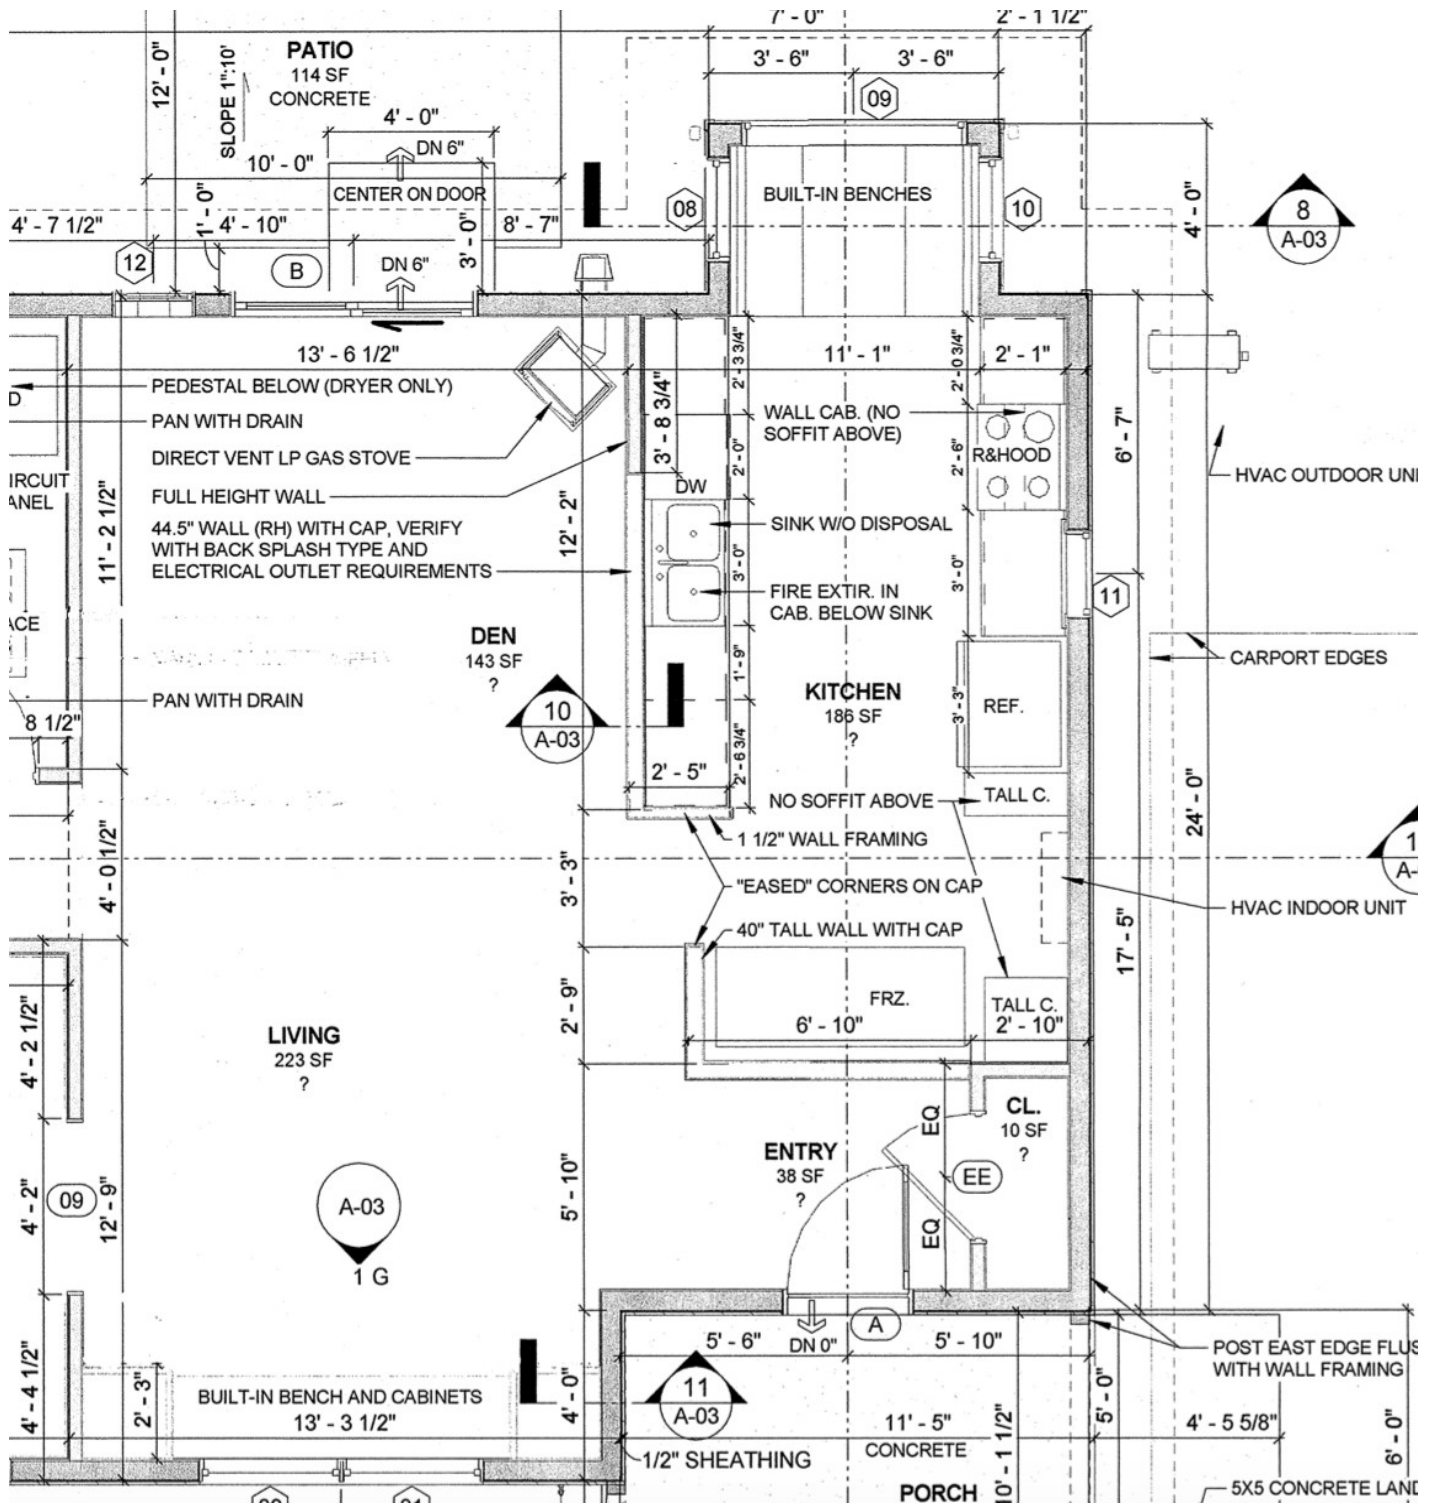 7' - 0"
2' - 1 1/2"
12' - 0"
SLOPE 1":10'
PATIO
114 SF
CONCRETE
3' - 6"
3' - 6"
09
4' - 0"
DN 6"
10' - 0"
CENTER ON DOOR
BUILT-IN BENCHES
08
10
8
A-03
4' - 0"
4' - 7 1/2"
1' - 0"
4' - 10"
3' - 0"
8' - 7"
12
B
DN 6"
13' - 6 1/2"
11' - 1"
2' - 1"
2' - 3 3/4"
2' - 0 3/4"
3' - 8 3/4"
D
PEDESTAL BELOW (DRYER ONLY)
PAN WITH DRAIN
WALL CAB. (NO
SOFFIT ABOVE)
6' - 7"
DIRECT VENT LP GAS STOVE
2' - 0"
2' - 6"
R&HOOD
HVAC OUTDOOR UNI
IRCUIT
ANEL
FULL HEIGHT WALL
DW
11' - 2 1/2"
12' - 2"
44.5" WALL (RH) WITH CAP, VERIFY
WITH BACK SPLASH TYPE AND
ELECTRICAL OUTLET REQUIREMENTS
SINK W/O DISPOSAL
3' - 0"
3' - 0"
FIRE EXTIR. IN
CAB. BELOW SINK
11
ACE
DEN
143 SF
?
CARPORT EDGES
1' - 9"
KITCHEN
186 SF
?
3' - 3"
REF.
PAN WITH DRAIN
8 1/2"
10
A-03
2' - 6 3/4"
2' - 5"
NO SOFFIT ABOVE
TALL C.
24' - 0"
1 1/2" WALL FRAMING
4' - 0 1/2"
3' - 3"
1
A-
"EASED" CORNERS ON CAP
HVAC INDOOR UNIT
40" TALL WALL WITH CAP
17' - 5"
2' - 9"
FRZ.
TALL C.
6' - 10"
2' - 10"
4' - 2 1/2"
LIVING
223 SF
?
EQ
CL.
10 SF
?
ENTRY
38 SF
?
EE
EQ
5' - 10"
4' - 2"
09
12' - 9"
A-03
1 G
A
DN 0"
5' - 6"
5' - 10"
POST EAST EDGE FLUS
WITH WALL FRAMING
4' - 4 1/2"
2' - 3"
BUILT-IN BENCH AND CABINETS
13' - 3 1/2"
4' - 0"
11
A-03
11' - 5"
CONCRETE
10' - 1 1/2"
5' - 0"
4' - 5 5/8"
6' - 0"
1/2" SHEATHING
PORCH
5X5 CONCRETE LAND